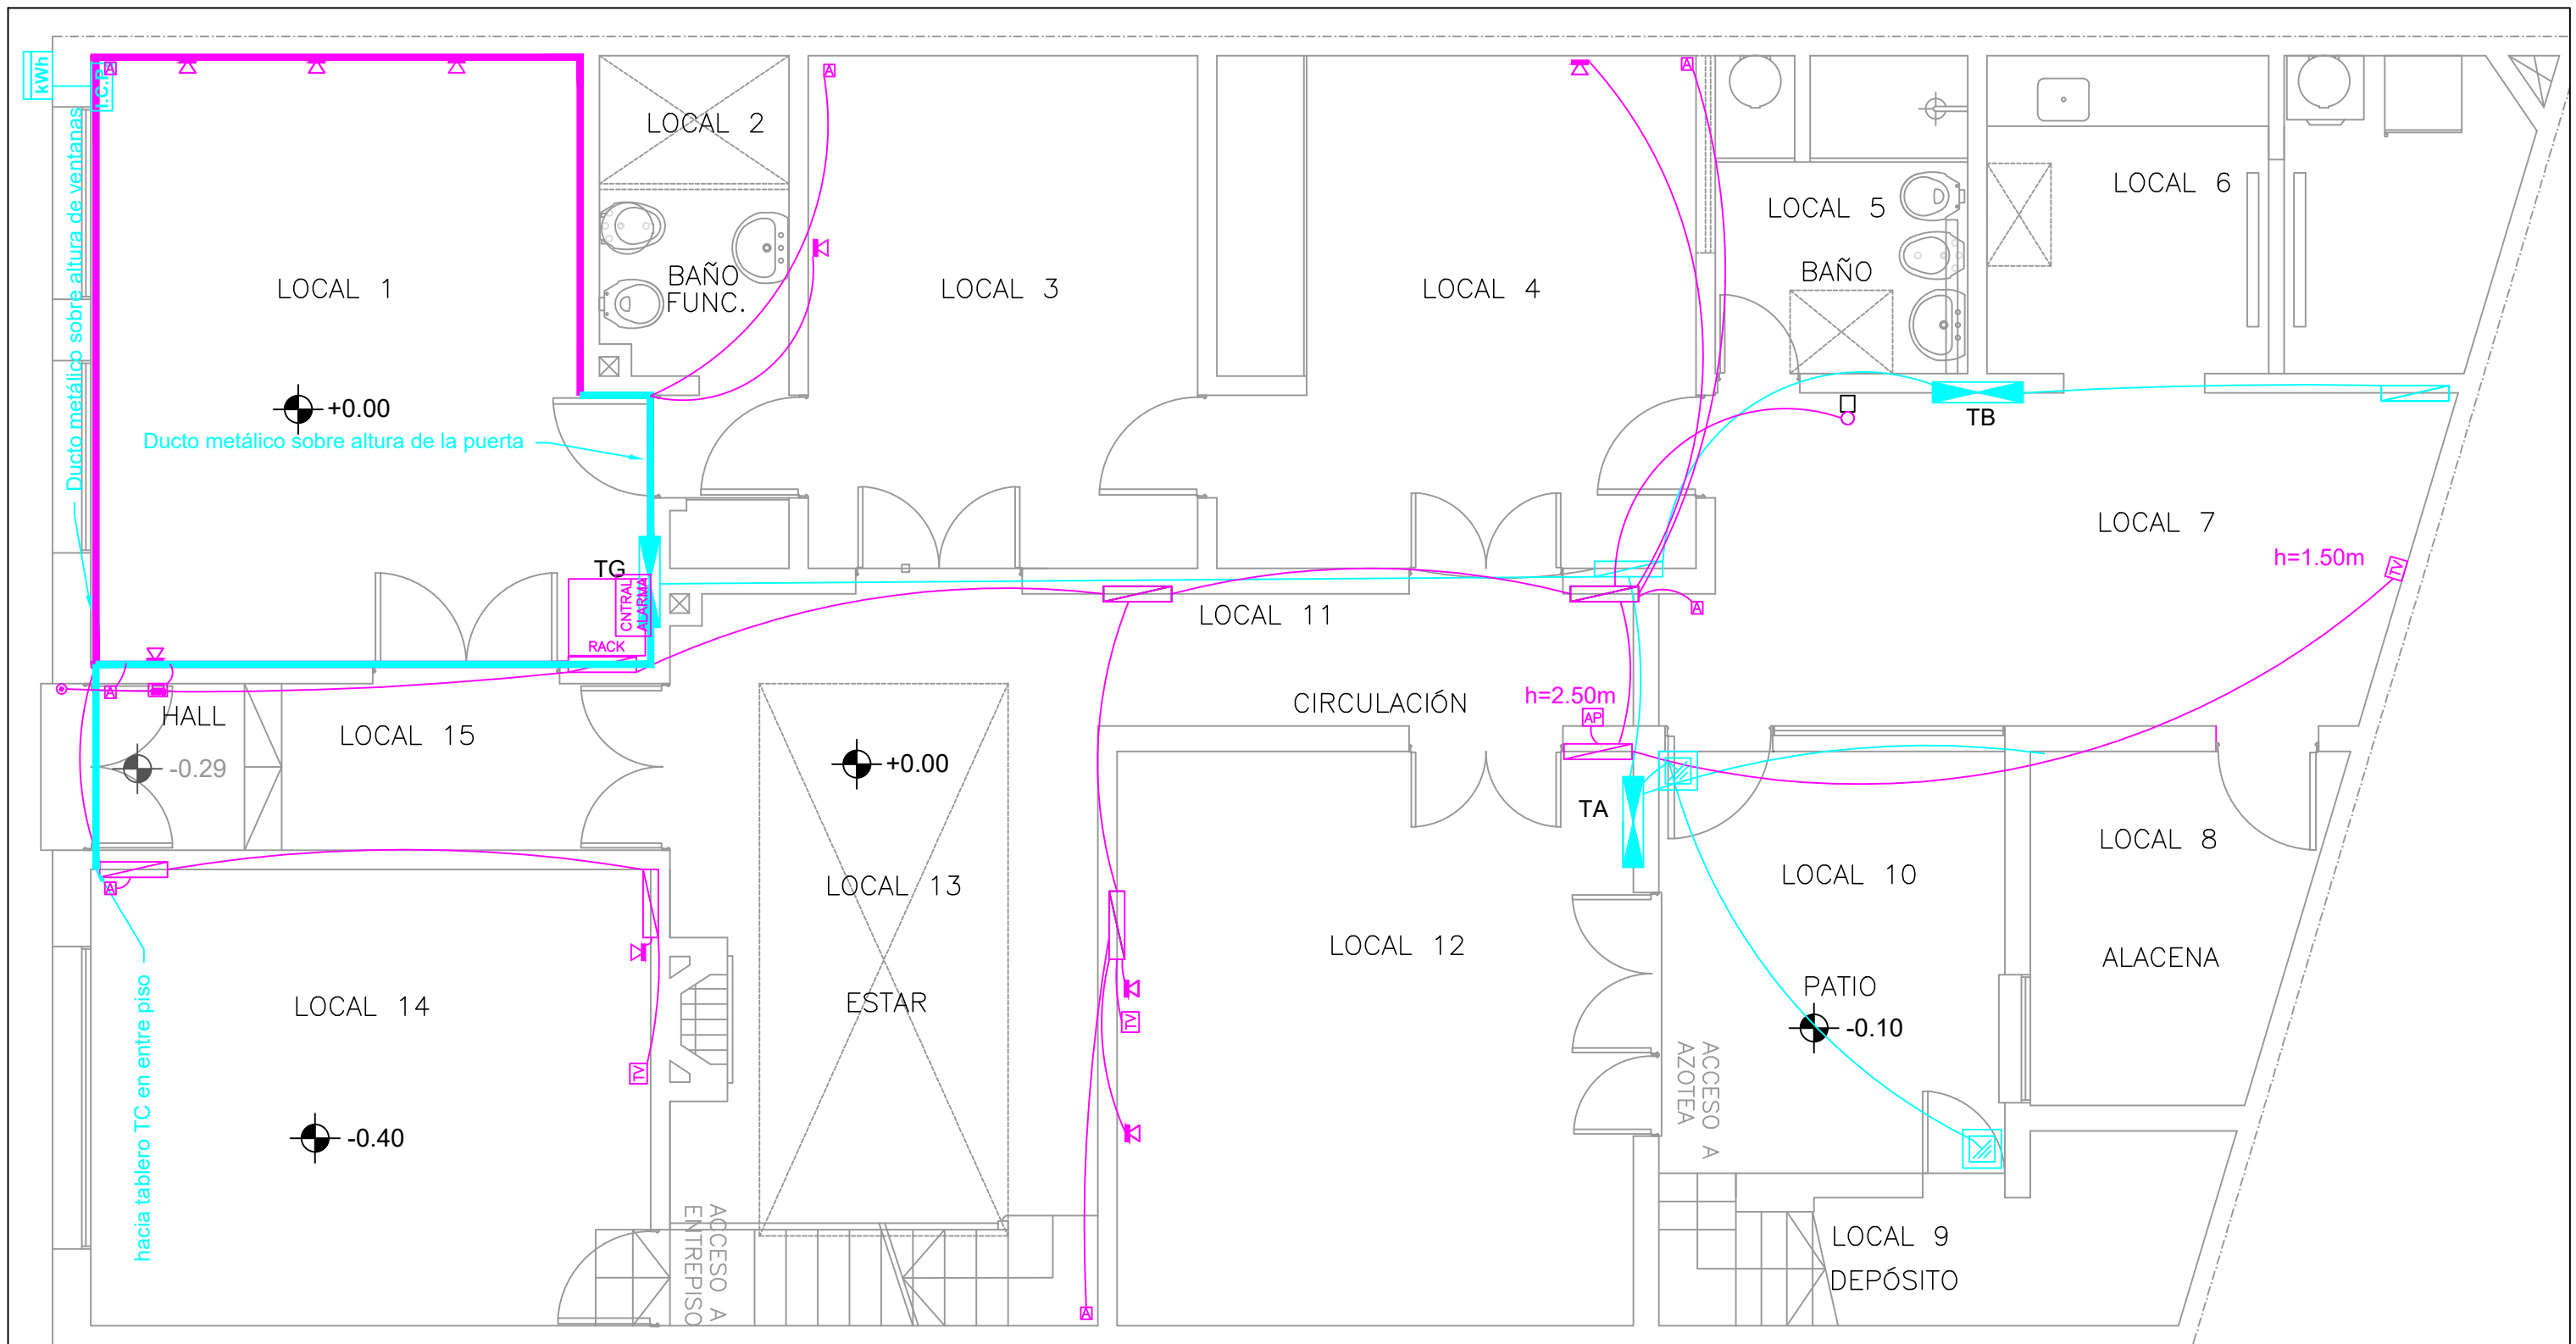 kWh
I.C.P.
A
A
A
LOCAL 2
LOCAL 6
LOCAL 5
BAÑO
FUNC.
BAÑO
LOCAL 1
LOCAL 3
LOCAL 4
Ducto metálico sobre altura de ventanas
+0.00
Ducto metálico sobre altura de la puerta
TB
LOCAL 7
h=1.50m
TV
TG
CNTRAL
ALARMA
RACK
LOCAL 11
A
A
HALL
LOCAL 15
CIRCULACIÓN
h=2.50m
AP
-0.29
+0.00
TA
LOCAL 8
LOCAL 10
A
LOCAL 13
LOCAL 12
ALACENA
PATIO
-0.10
LOCAL 14
ESTAR
TV
TV
hacia tablero TC en entre piso
ACCESO A
AZOTEA
-0.40
ACCESO A
ENTREPISO
LOCAL 9
DEPÓSITO
A